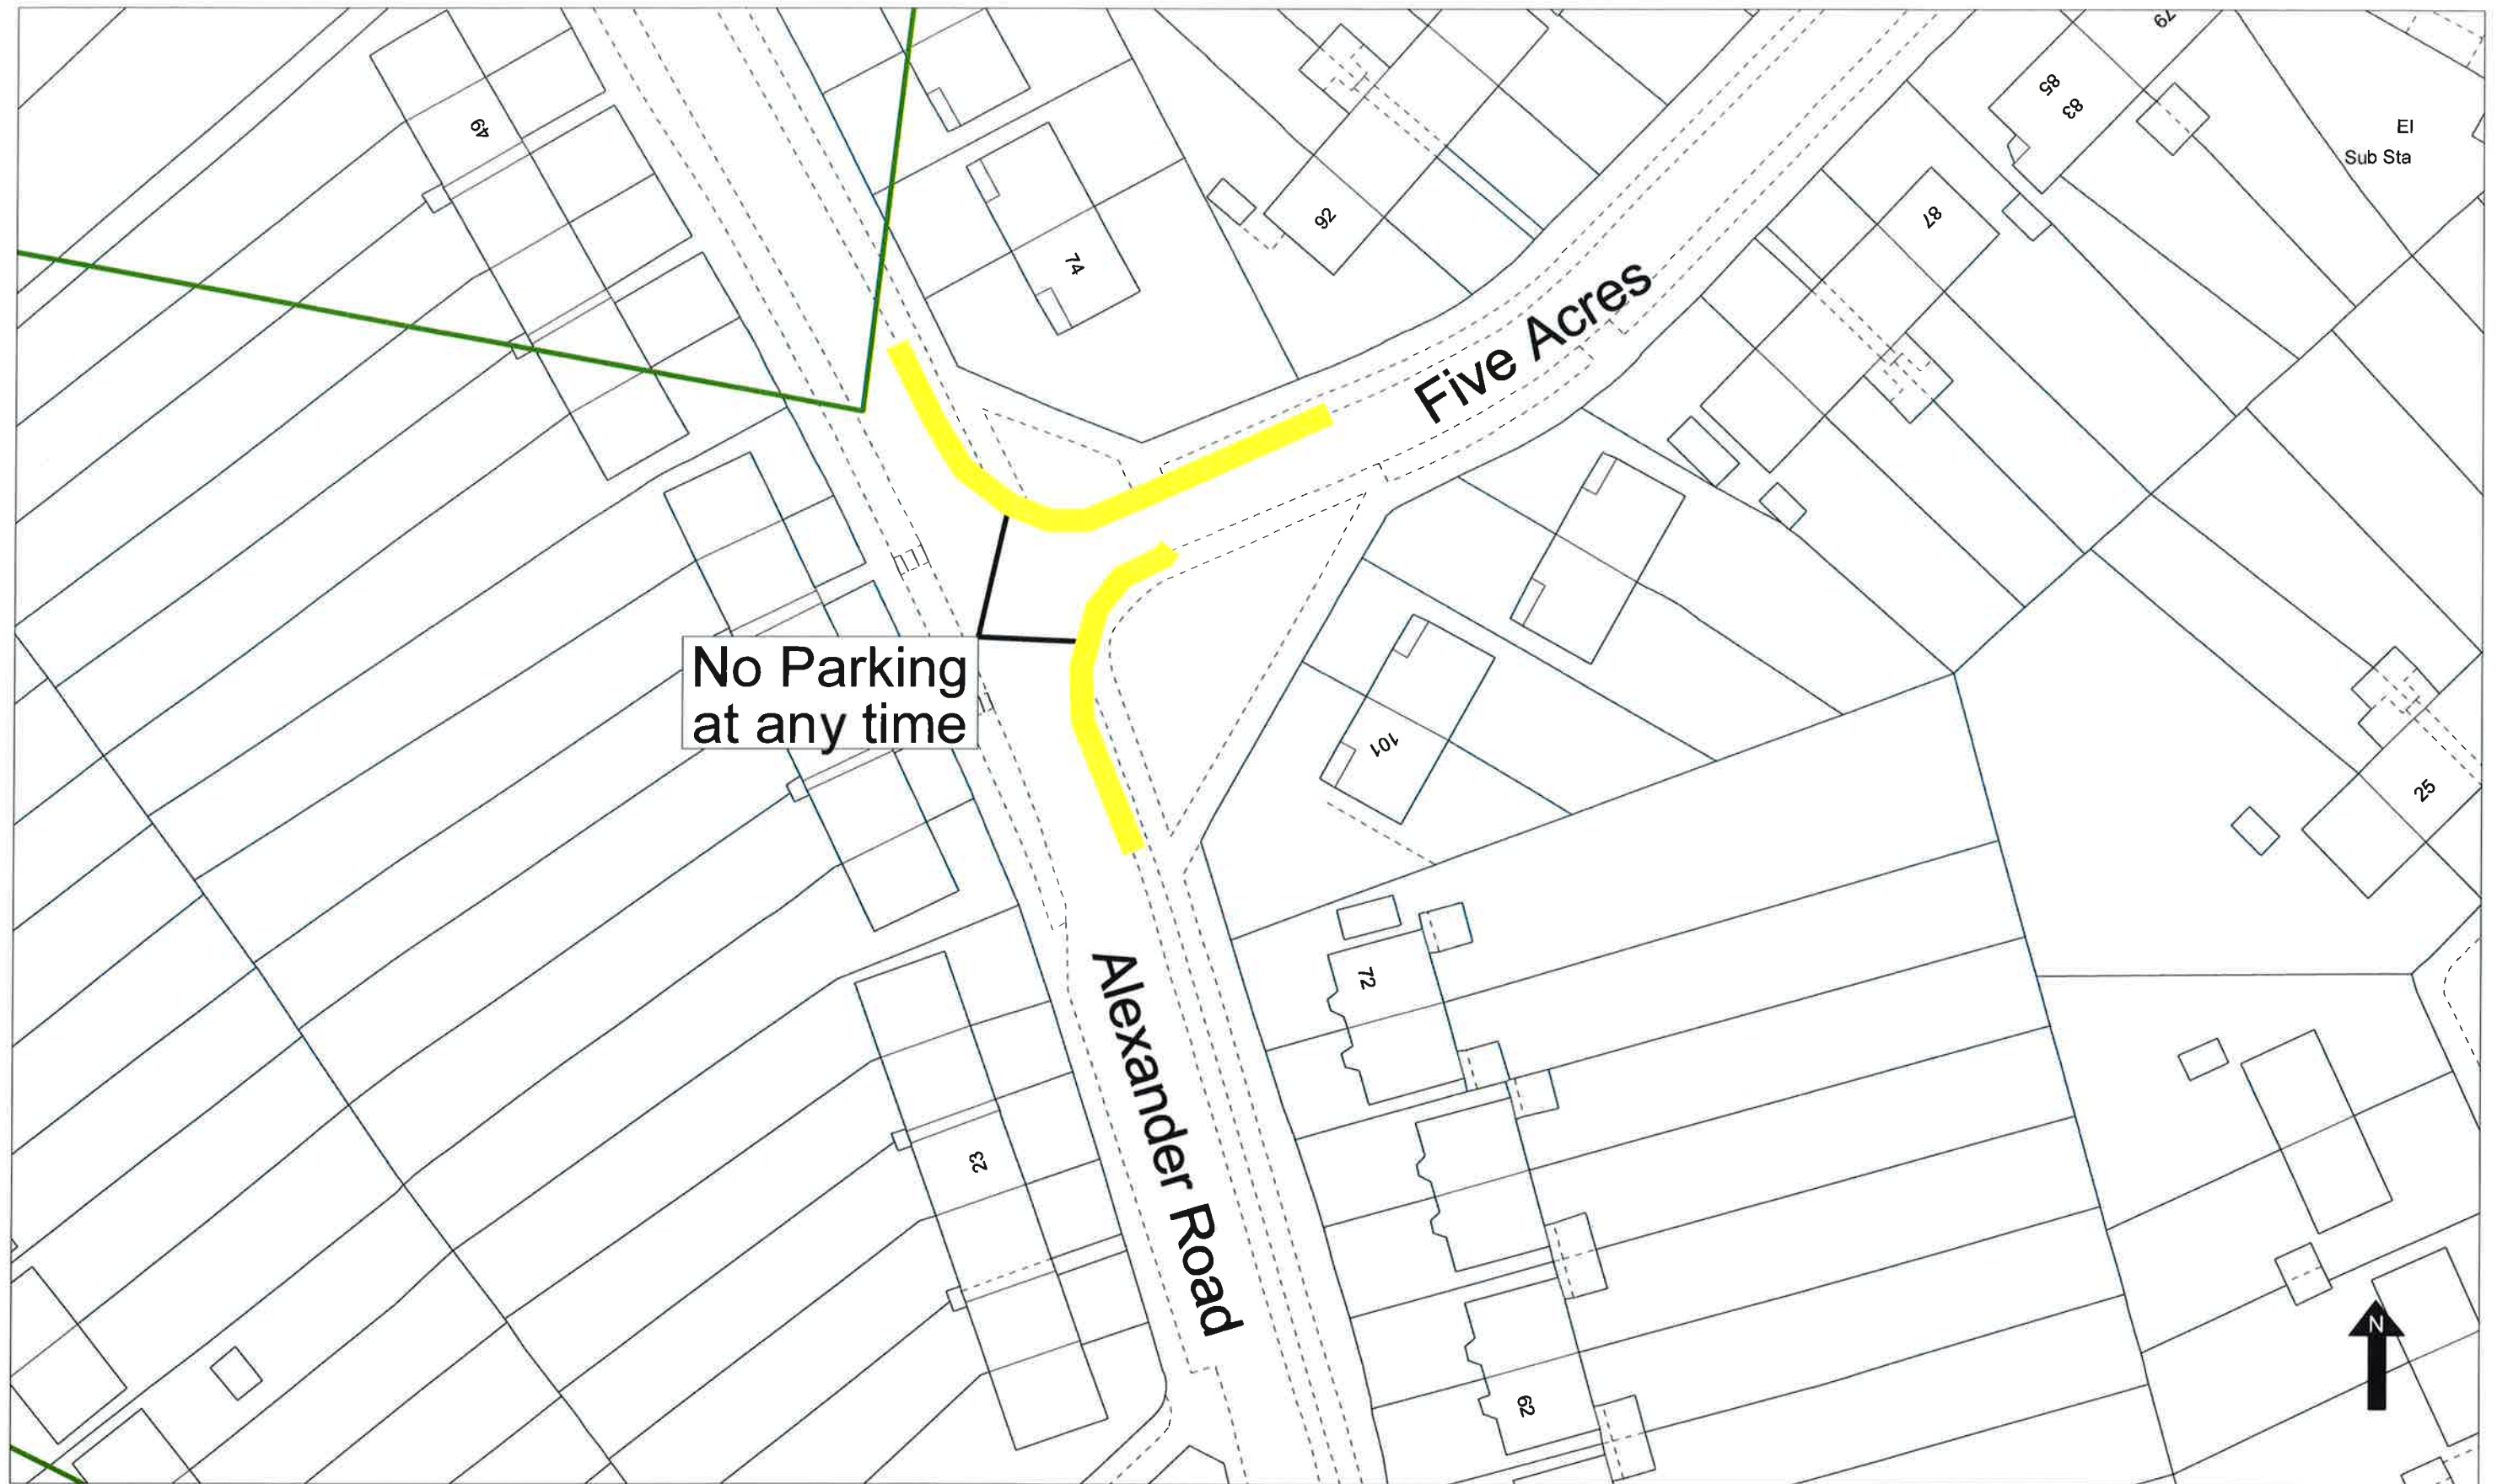 79
85
83
El
Sub Sta
49
92
87
74
Five Acres
No Parking
at any time
101
25
72
Alexander Road
23
N
62